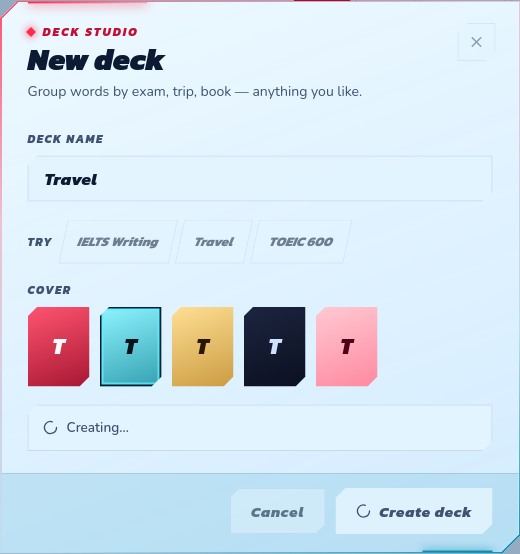 DECK STUDIO
New deck
Group words by exam, trip, book — anything you like.
DECK NAME
Travel
TRY IELTS Writing Travel TOEIC 600
COVER
T T T T T
Creating...
Cancel Create deck